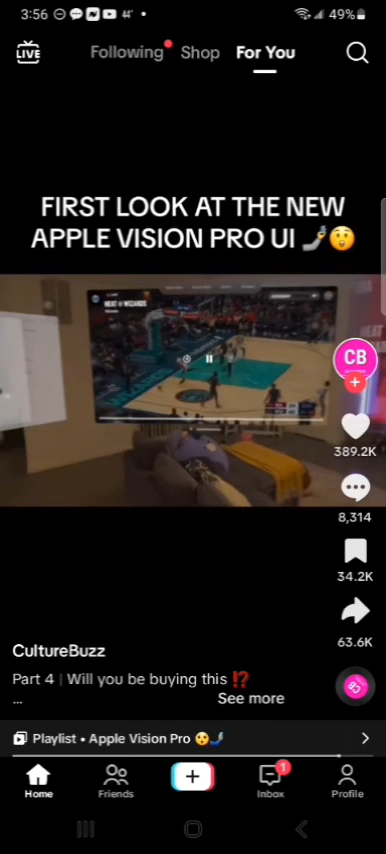 3:56
44°
49%
LIVE
Following
Shop
For You
FIRST LOOK AT THE NEW
APPLE VISION PRO UI 🤳😲
HEAT @ WIZARDS
CB
389.2K
8,314
34.2K
63.6K
CultureBuzz
Part 4 | Will you be buying this ⁉️
...
See more
Playlist • Apple Vision Pro 😲🤳
Home
Friends
1
Inbox
Profile